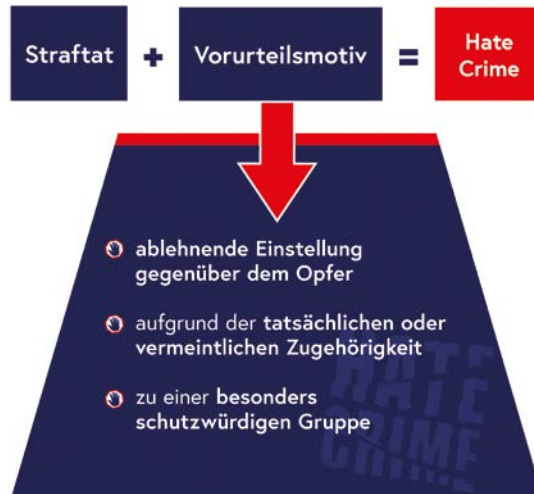 Straftat + Vorurteilsmotiv = Hate
Crime
ablehnende Einstellung
gegenüber dem Opfer
aufgrund der tatsächlichen oder
vermeintlichen Zugehörigkeit
zu einer besonders
schutzwürdigen Gruppe
HATE
CRIME